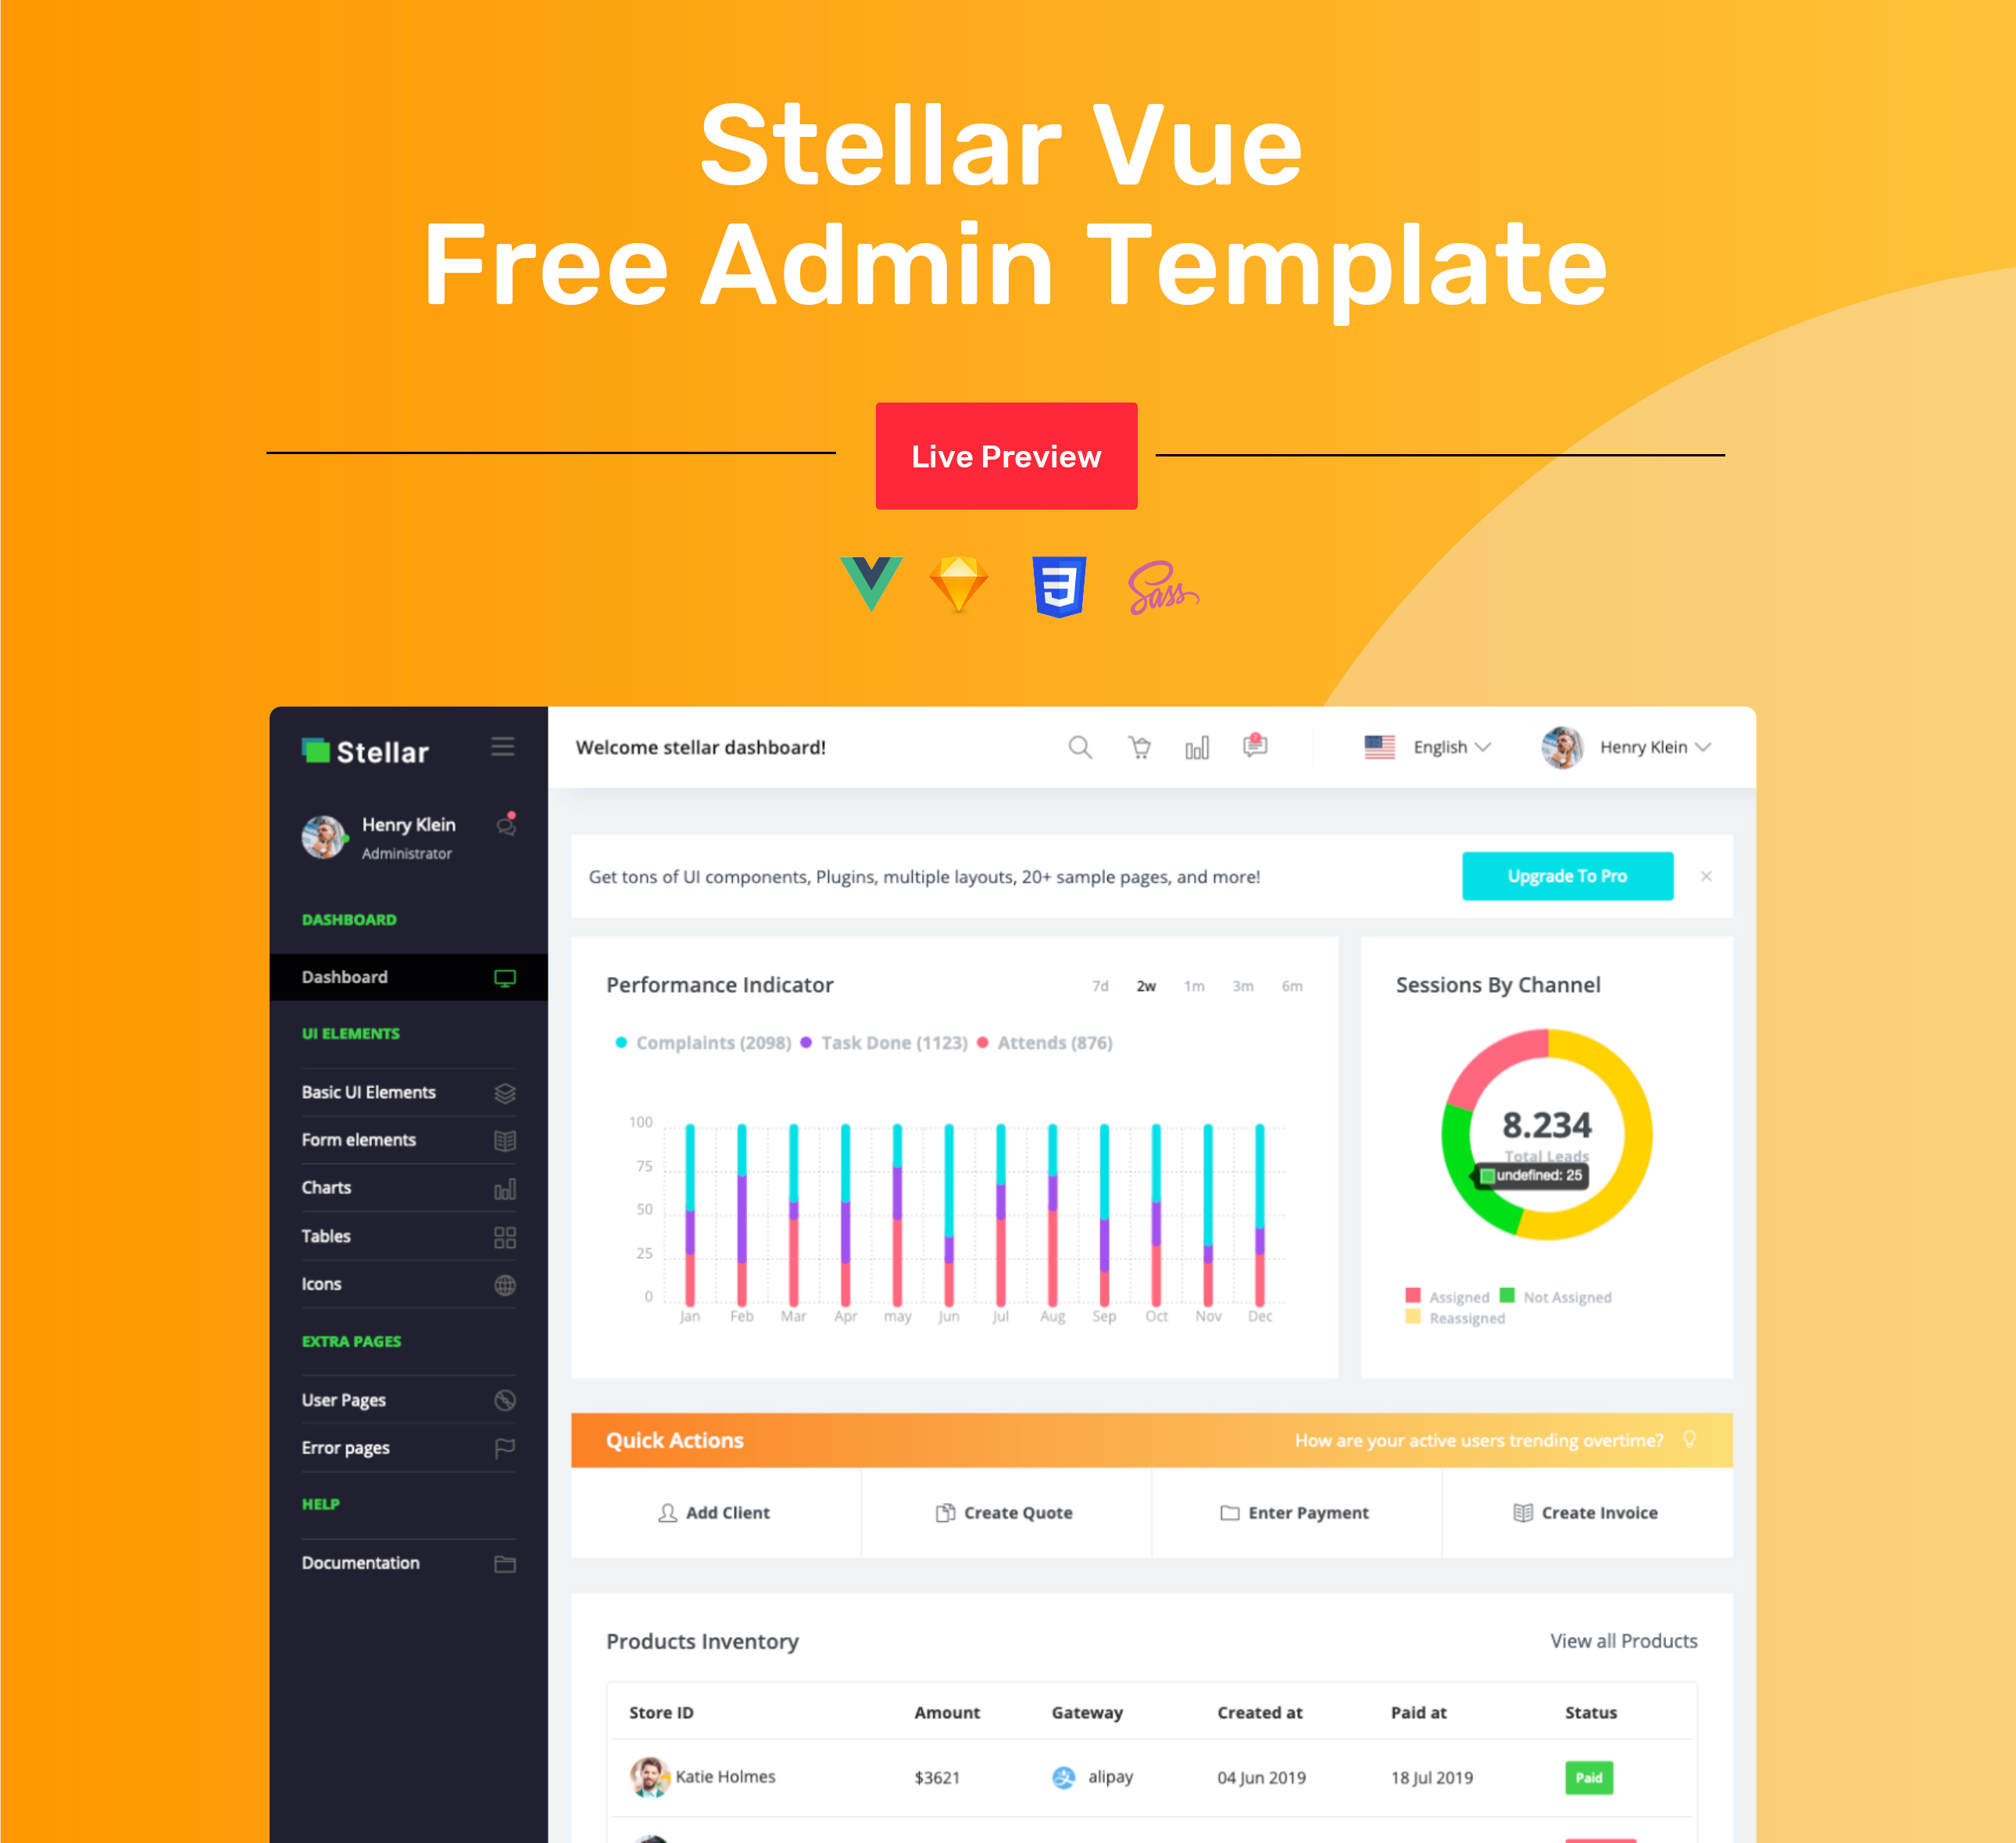 Stellar Vue
Free Admin Template
Live Preview
Sass
Stellar
Welcome stellar dashboard!
English
Henry Klein
Henry Klein
Administrator
DASHBOARD
Dashboard
UI ELEMENTS
Basic UI Elements
Form elements
Charts
Tables
Icons
EXTRA PAGES
User Pages
Error pages
HELP
Documentation
Get tons of UI components, Plugins, multiple layouts, 20+ sample pages, and more!
Upgrade To Pro
Performance Indicator
7d 2w 1m 3m 6m
Complaints (2098) Task Done (1123) Attends (876)
100
75
50
25
0
Jan Feb Mar Apr may Jun Jul Aug Sep Oct Nov Dec
Sessions By Channel
8.234
Total Leads
undefined: 25
Assigned Not Assigned
Reassigned
Quick Actions
How are your active users trending overtime?
Add Client
Create Quote
Enter Payment
Create Invoice
Products Inventory
View all Products
Store ID Amount Gateway Created at Paid at Status
Katie Holmes $3621 alipay 04 Jun 2019 18 Jul 2019 Paid